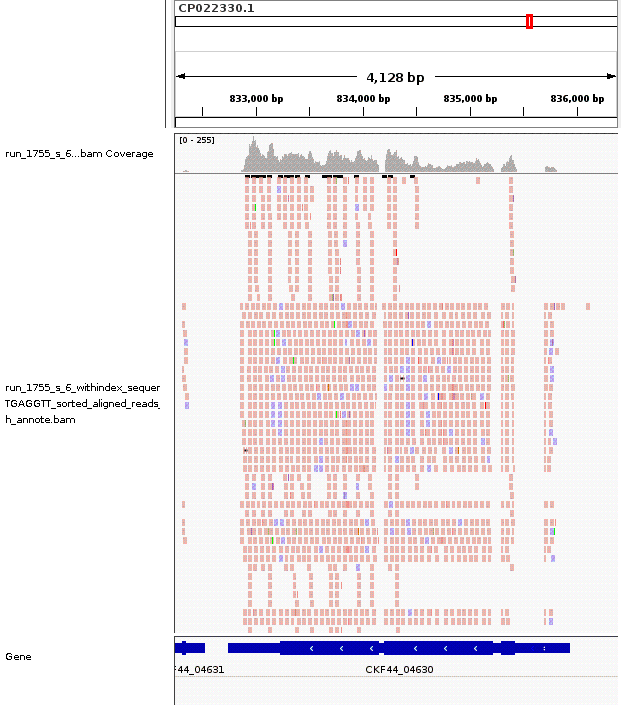 CP022330.1
4,128 bp
833,000 bp 834,000 bp 835,000 bp 836,000 bp
[0 - 255]
run_1755_s_6...bam Coverage
run_1755_s_6_withindex_sequer
TGAGGTT_sorted_aligned_reads_
h_annote.bam
Gene
F44_04631 CKF44_04630